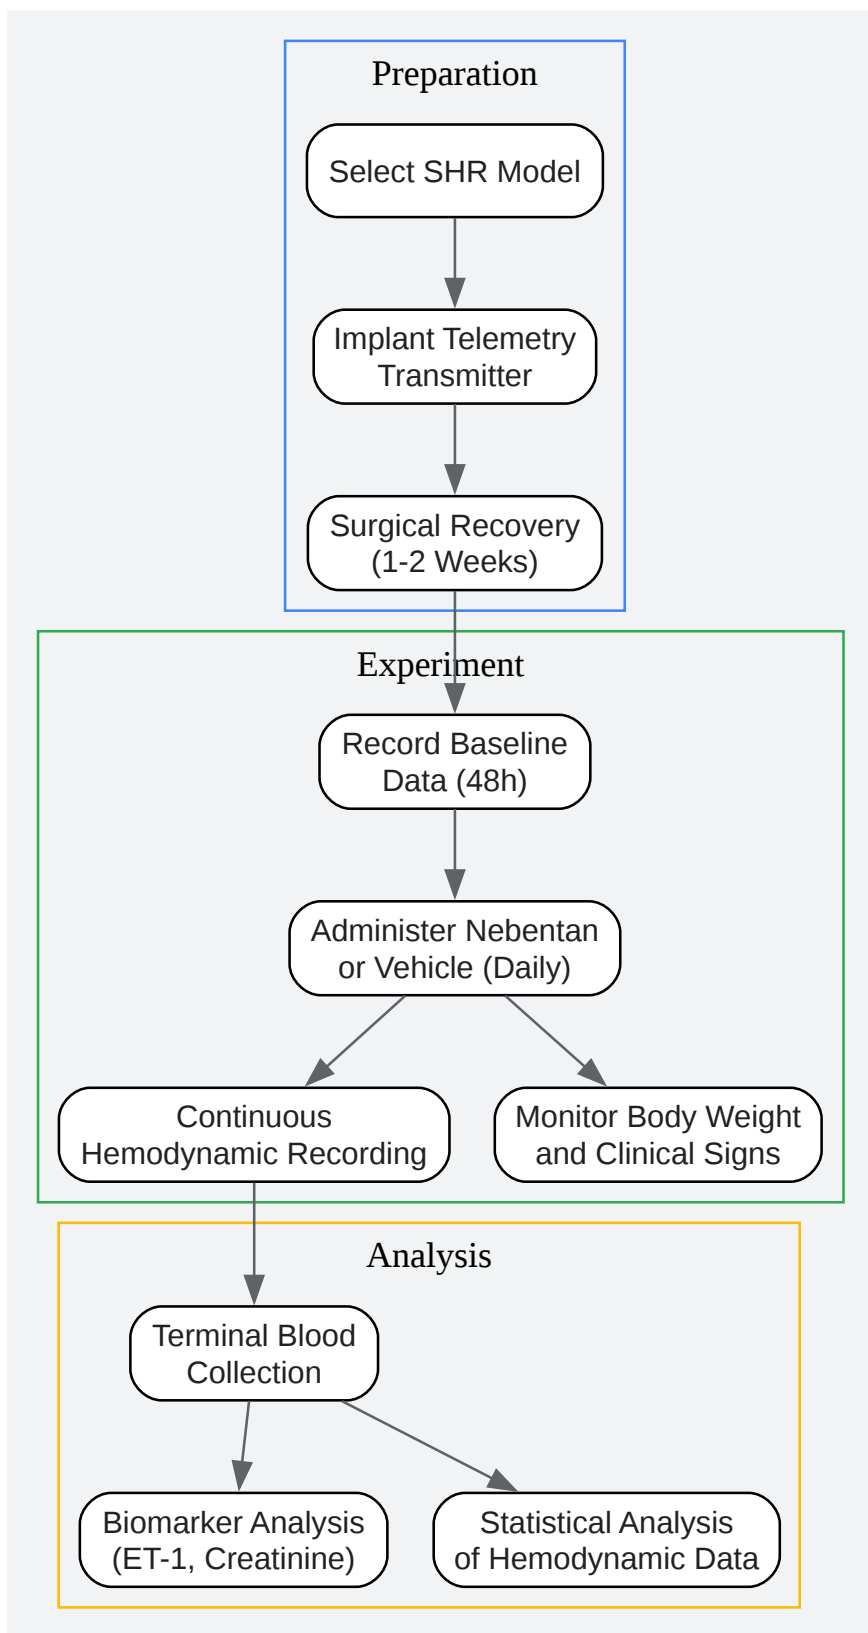 Preparation
Select SHR Model
Implant Telemetry
Transmitter
Surgical Recovery
(1-2 Weeks)
Experiment
Record Baseline
Data (48h)
Administer Nebentan
or Vehicle (Daily)
Continuous
Hemodynamic Recording
Monitor Body Weight
and Clinical Signs
Analysis
Terminal Blood
Collection
Biomarker Analysis
(ET-1, Creatinine)
Statistical Analysis
of Hemodynamic Data